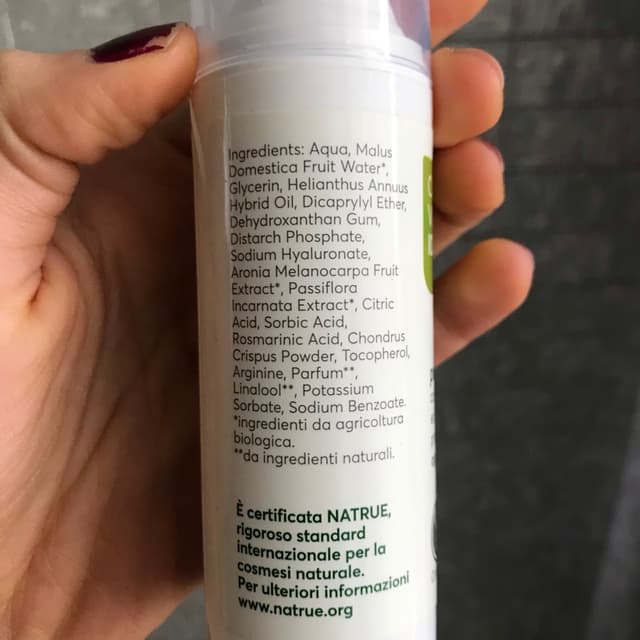 Ingredients: Aqua, Malus
Domestica Fruit Water*,
Glycerin, Helianthus Annuus
Hybrid Oil, Dicaprylyl Ether,
Dehydroxanthan Gum,
Distarch Phosphate,
Sodium Hyaluronate,
Aronia Melanocarpa Fruit
Extract*, Passiflora
Incarnata Extract*, Citric
Acid, Sorbic Acid,
Rosmarinic Acid, Chondrus
Crispus Powder, Tocopherol,
Arginine, Parfum**,
Linalool**, Potassium
Sorbate, Sodium Benzoate.
*ingredienti da agricoltura
biologica.
**da ingredienti naturali.
È certificata NATRUE,
rigoroso standard
internazionale per la
cosmesi naturale.
Per ulteriori informazioni
www.natrue.org